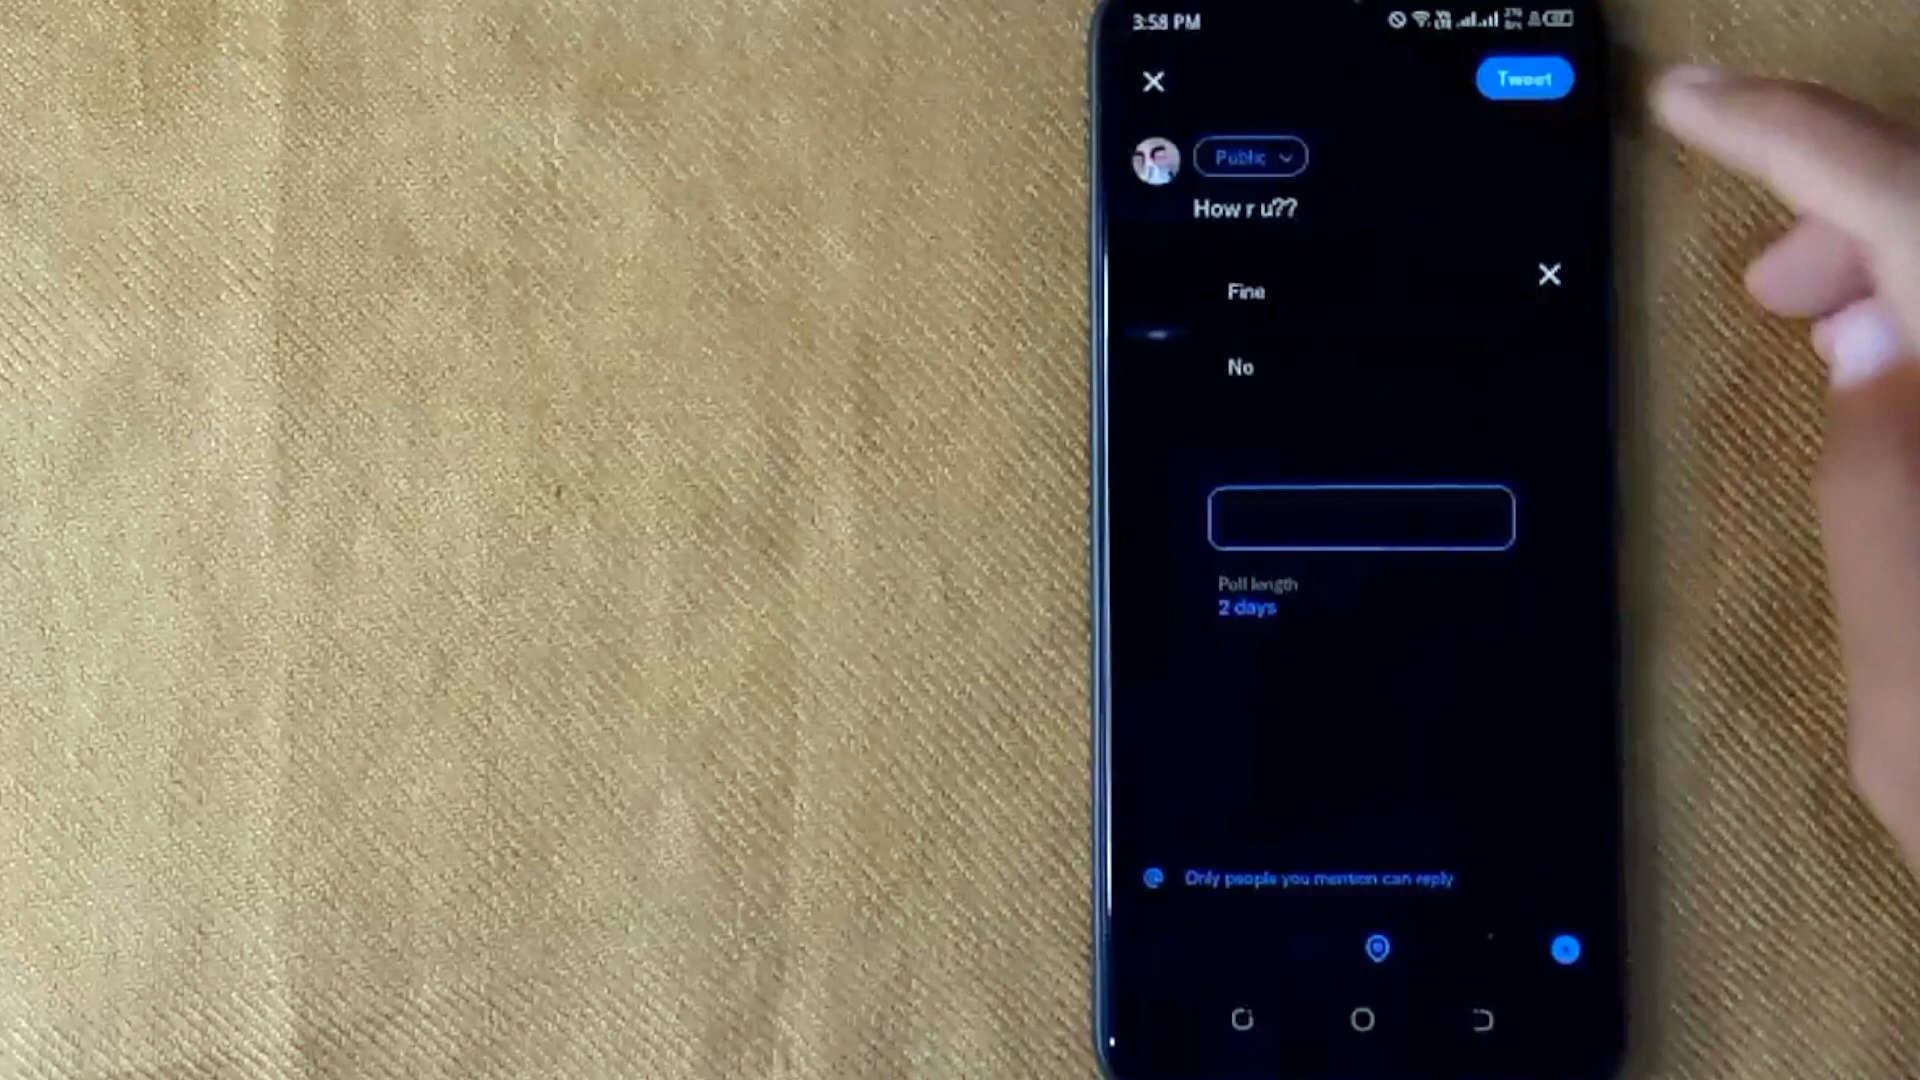 3:58 PM
Tweet
Public
How r u??
Fine
No
Poll length
2 days
Only people you mention can reply